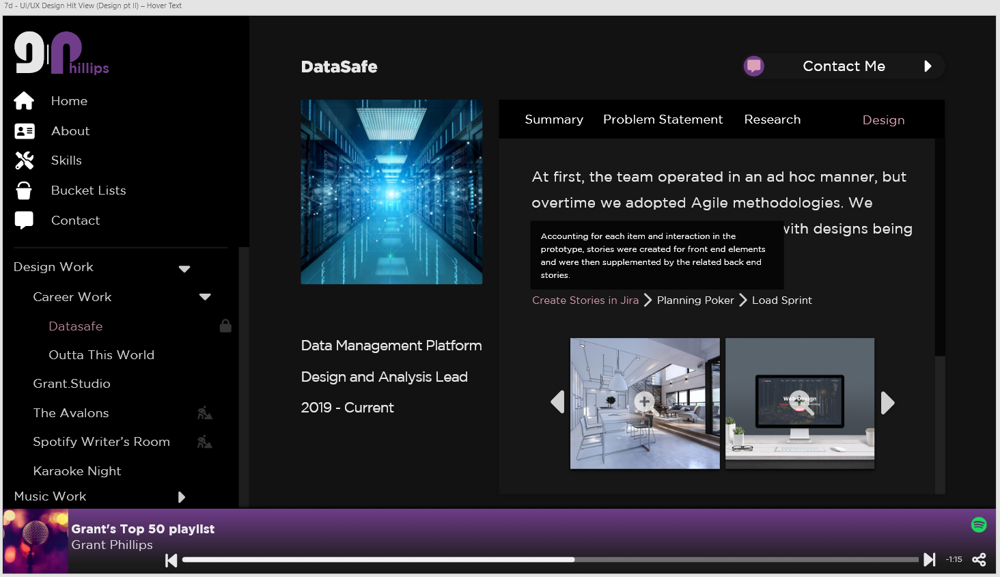 7d - UI/UX Design Hit View (Design pt II) – Hover Text
g|Phillips
Home
About
Skills
Bucket Lists
Contact
Design Work
Career Work
Datasafe
Outta This World
Grant.Studio
The Avalons
Spotify Writer’s Room
Karaoke Night
Music Work
DataSafe
Contact Me
Data Management Platform
Design and Analysis Lead
2019 - Current
Summary Problem Statement Research Design
At first, the team operated in an ad hoc manner, but
overtime we adopted Agile methodologies. We
with designs being
Accounting for each item and interaction in the
prototype, stories were created for front end elements
and were then supplemented by the related back end
stories.
Create Stories in Jira Planning Poker Load Sprint
Web Design
Grant's Top 50 playlist
Grant Phillips
-1:15